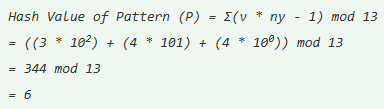 Hash Value of Pattern (P) = Σ(v * ny - 1) mod 13
= ((3 * 10²) + (4 * 101) + (4 * 10⁰)) mod 13
= 344 mod 13
= 6